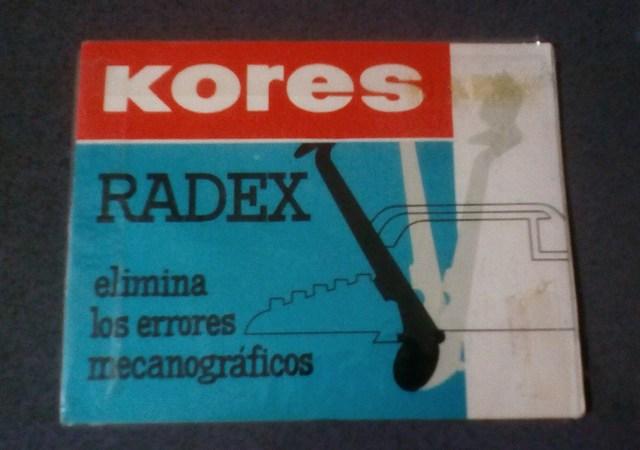 Kores
RADEX
elimina
los errores
mecanográficos